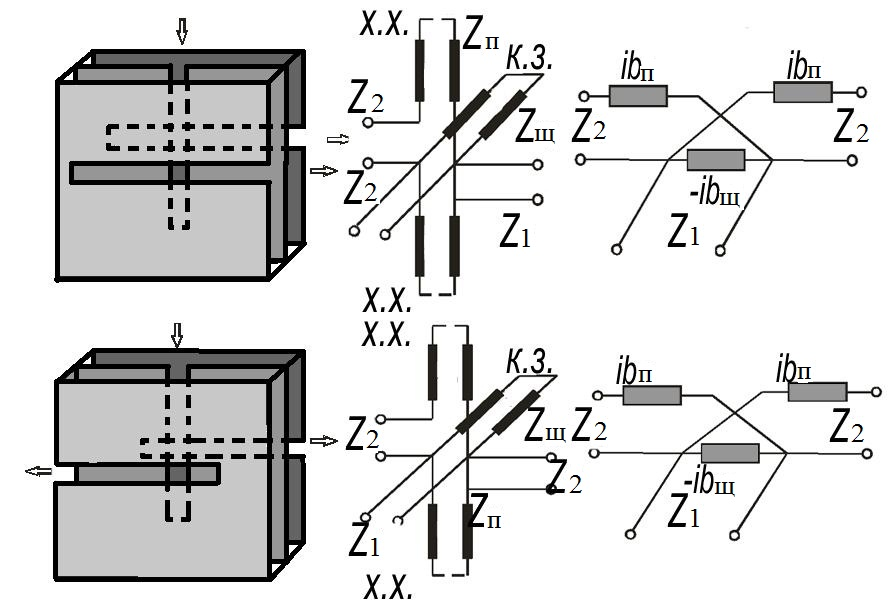 х.х.
Zп
к.з.
ibп
ibп
Z2
Zщ
Z2
Z2
Z2
-ibщ
Z1
Z1
х.х.
х.х.
к.з.
ibп
ibп
Z2
Zщ
Z2
Z2
-ibщ
Z2
Z1
Zп
Z1
х.х.